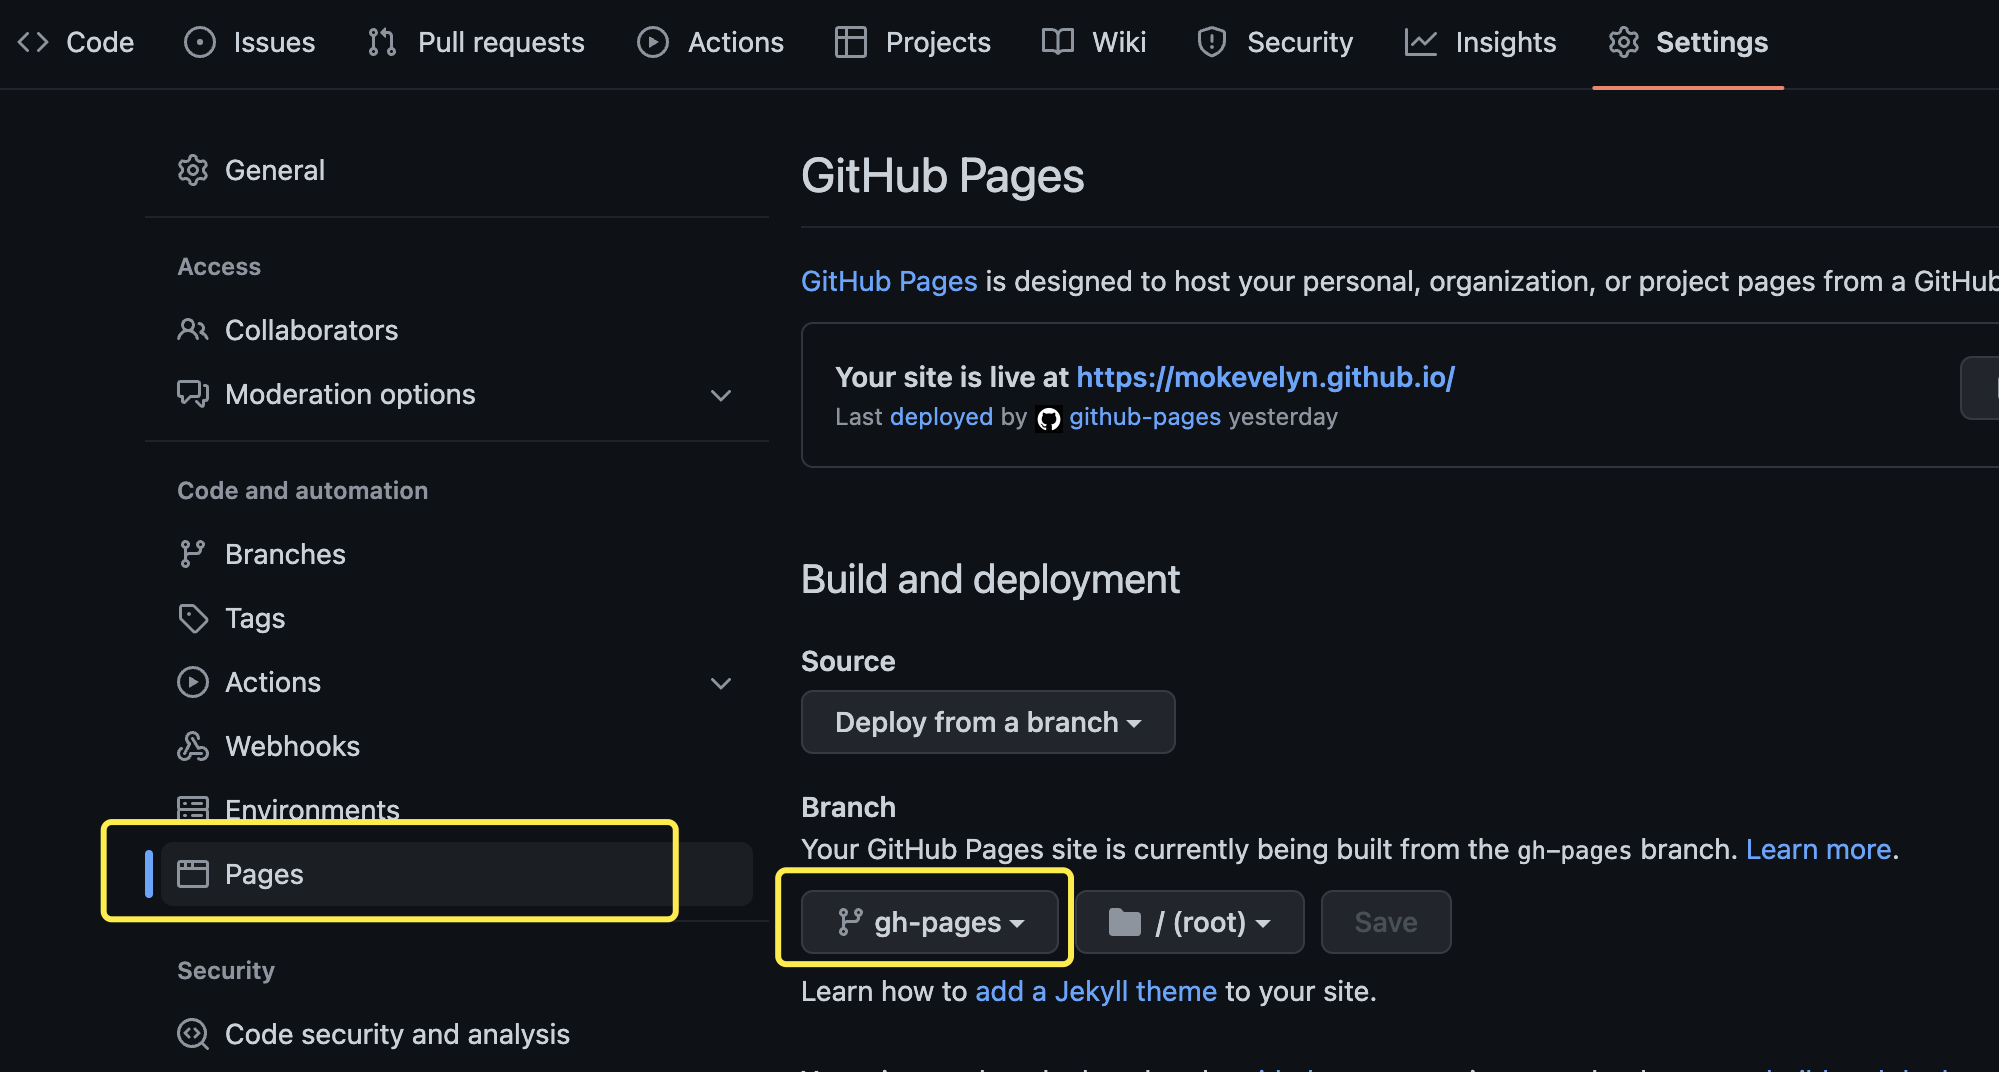 Code
Issues
Pull requests
Actions
Projects
Wiki
Security
Insights
Settings
General
Access
Collaborators
Moderation options
Code and automation
Branches
Tags
Actions
Webhooks
Environments
Pages
Security
Code security and analysis
GitHub Pages
GitHub Pages is designed to host your personal, organization, or project pages from a GitHub
Your site is live at https://mokevelyn.github.io/
Last deployed by github-pages yesterday
Build and deployment
Source
Deploy from a branch
Branch
Your GitHub Pages site is currently being built from the gh-pages branch. Learn more.
gh-pages
/ (root)
Save
Learn how to add a Jekyll theme to your site.